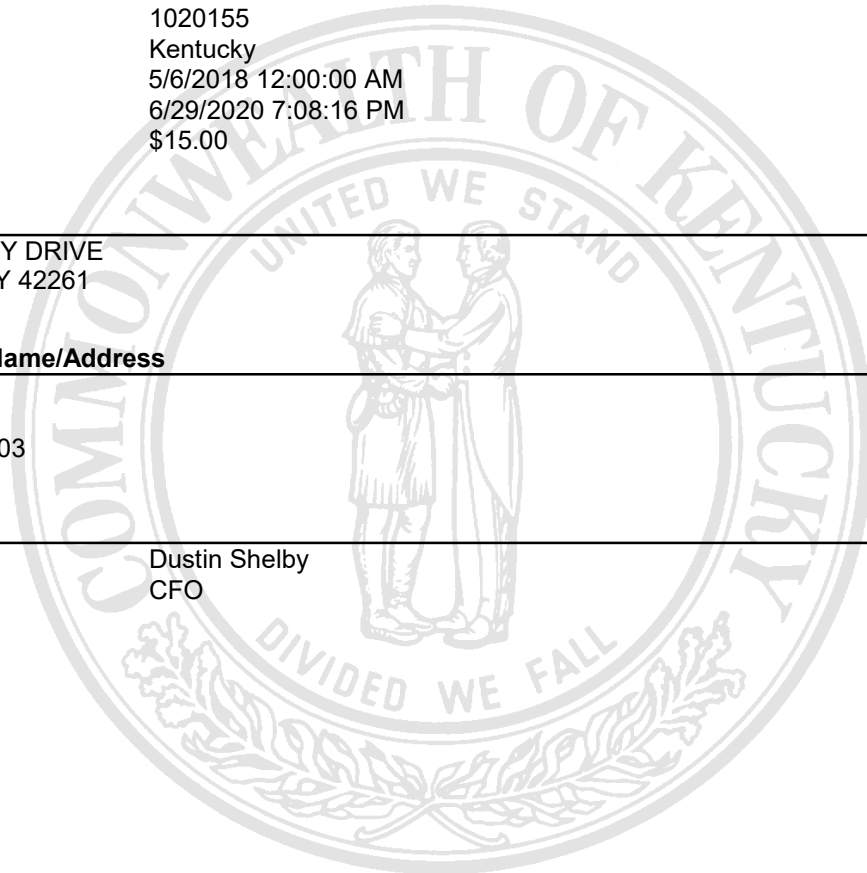 1020155
Kentucky
5/6/2018 12:00:00 AM
6/29/2020 7:08:16 PM
$15.00
Y DRIVE
Y 42261
Name/Address
03
Dustin Shelby
CFO
COMMONWEALTH OF KENTUCKY
UNITED WE STAND
DIVIDED WE FALL